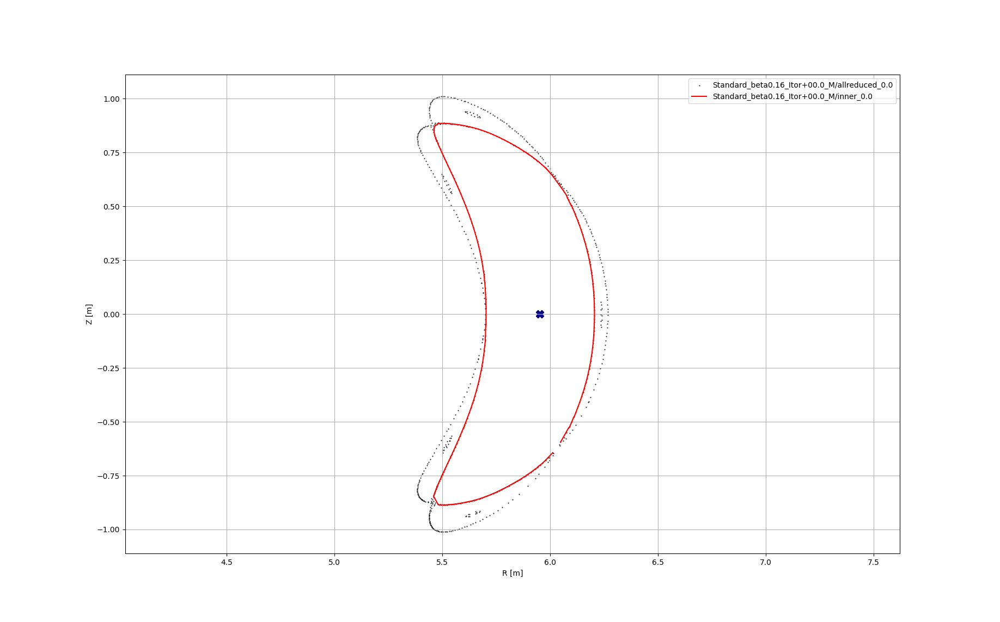 Standard_beta0.16_Itor+00.0_M/allreduced_0.0
Standard_beta0.16_Itor+00.0_M/inner_0.0
1.00
0.75
0.50
0.25
0.00
−0.25
−0.50
−0.75
−1.00
Z [m]
4.5 5.0 5.5 6.0 6.5 7.0 7.5
R [m]